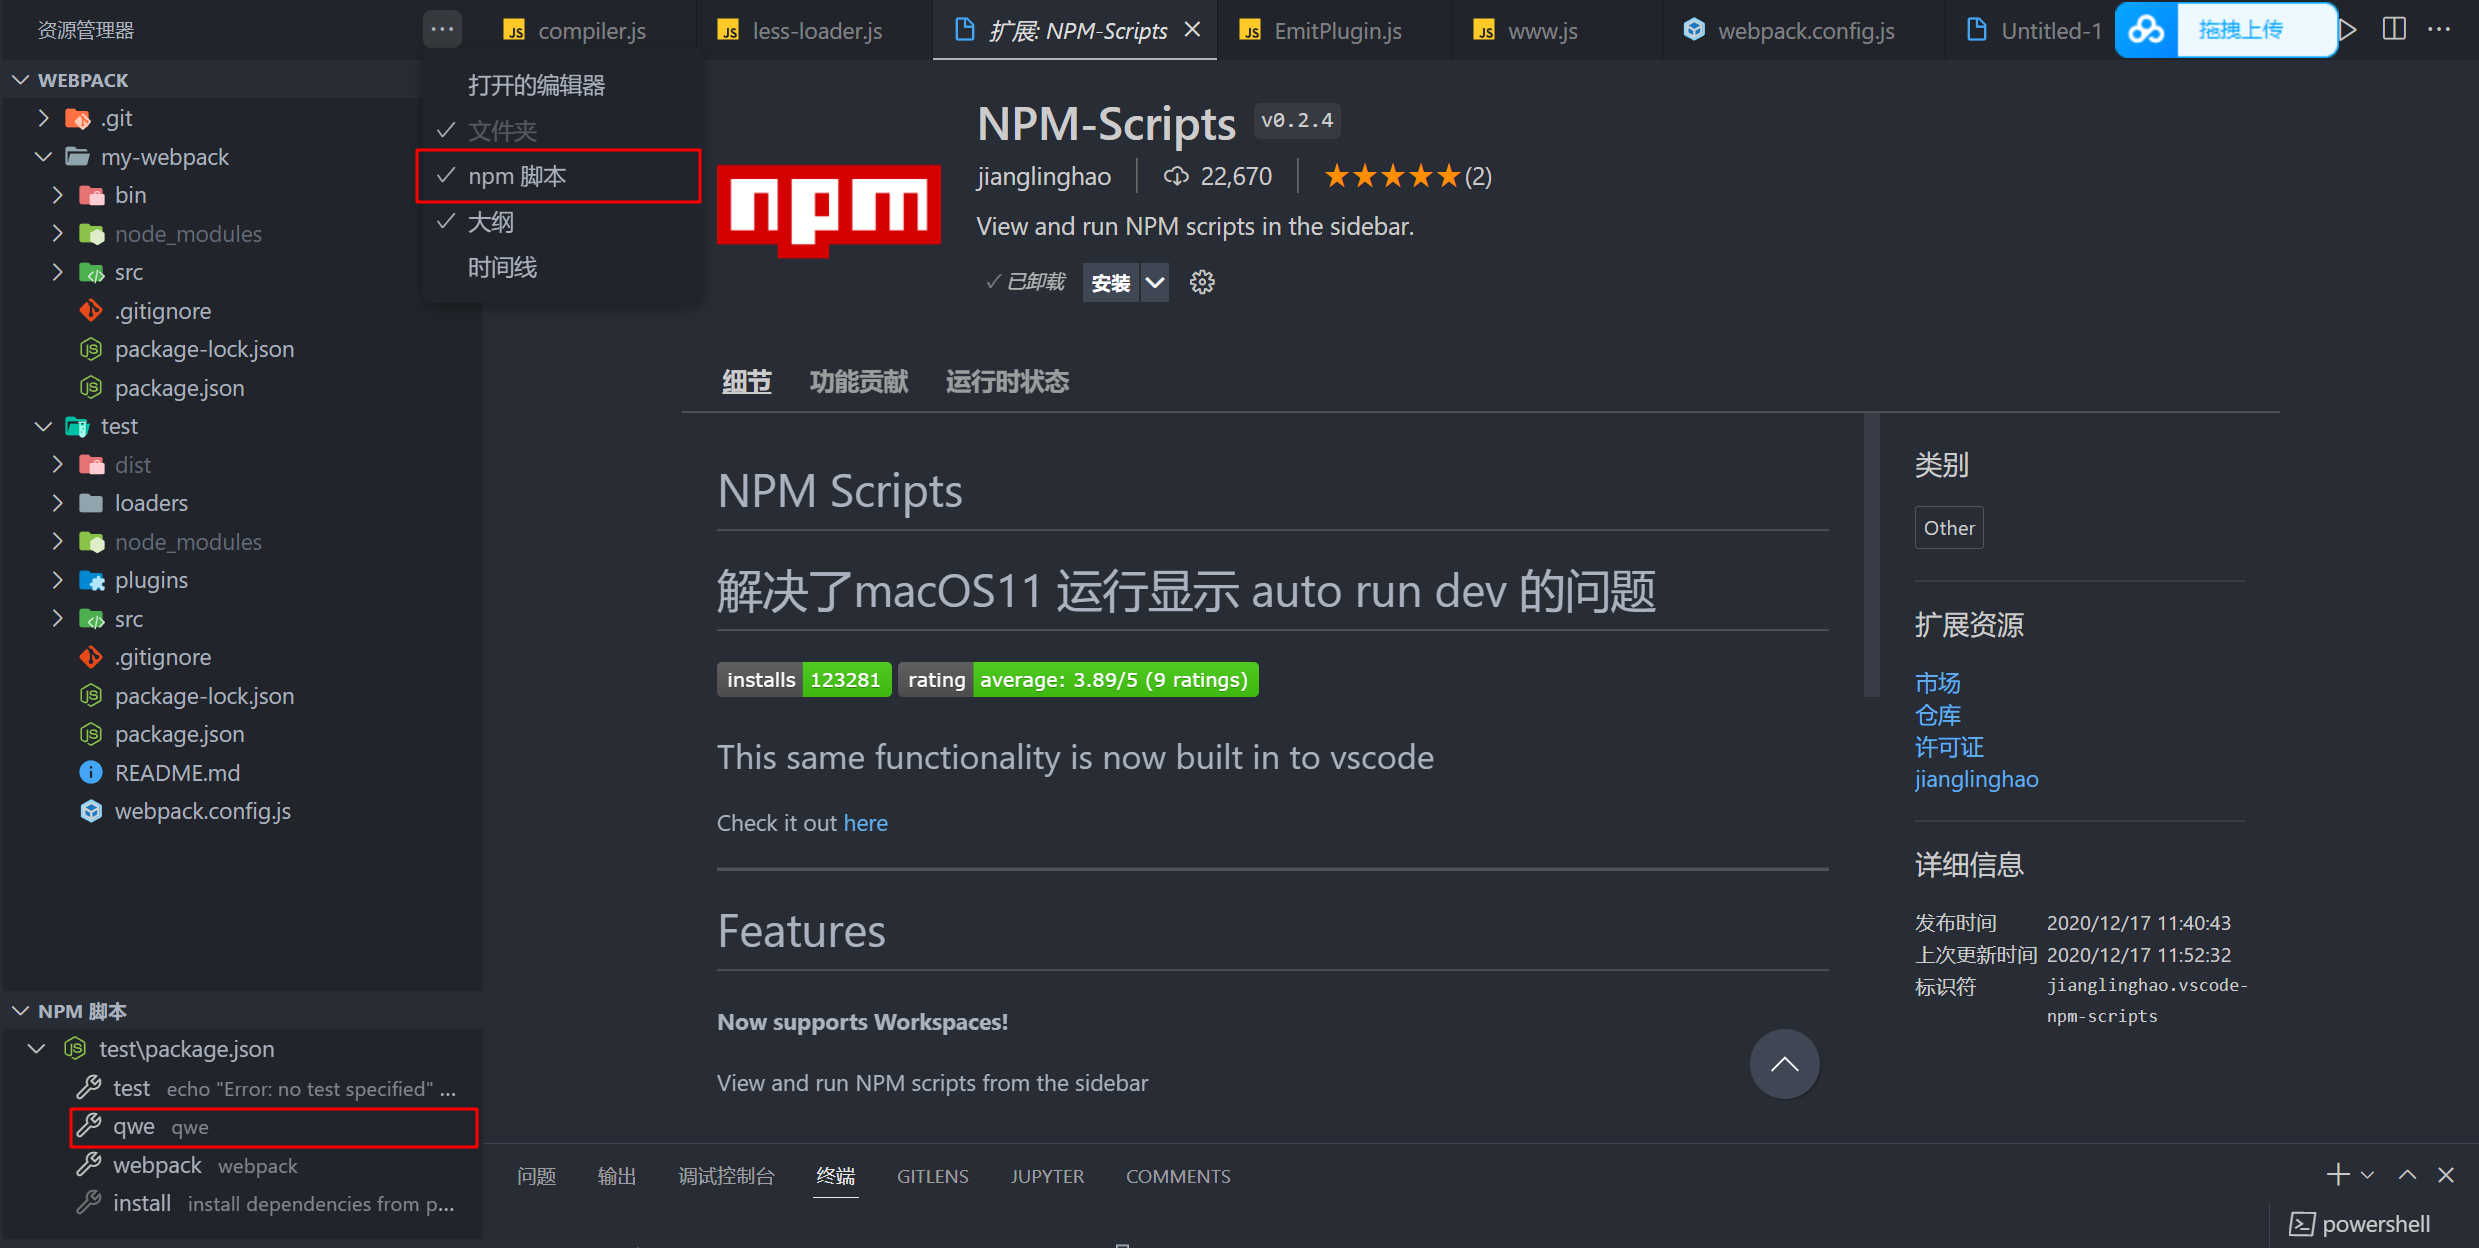 资源管理器
compiler.js
less-loader.js
扩展: NPM-Scripts
EmitPlugin.js
www.js
webpack.config.js
Untitled-1
拖拽上传
WEBPACK
.git
my-webpack
bin
node_modules
src
.gitignore
package-lock.json
package.json
test
dist
loaders
node_modules
plugins
src
.gitignore
package-lock.json
package.json
README.md
webpack.config.js
NPM 脚本
test\package.json
test echo "Error: no test specified" ...
qwe qwe
webpack webpack
install install dependencies from p...
打开的编辑器
文件夹
npm 脚本
大纲
时间线
npm
NPM-Scripts v0.2.4
jianglinghao 22,670 (2)
View and run NPM scripts in the sidebar.
已卸载 安装
细节 功能贡献 运行时状态
NPM Scripts
解决了macOS11 运行显示 auto run dev 的问题
installs 123281 rating average: 3.89/5 (9 ratings)
This same functionality is now built in to vscode
Check it out here
Features
Now supports Workspaces!
View and run NPM scripts from the sidebar
类别
Other
扩展资源
市场
仓库
许可证
jianglinghao
详细信息
发布时间 2020/12/17 11:40:43
上次更新时间 2020/12/17 11:52:32
标识符 jianglinghao.vscode-
npm-scripts
问题 输出 调试控制台 终端 GITLENS JUPYTER COMMENTS
powershell